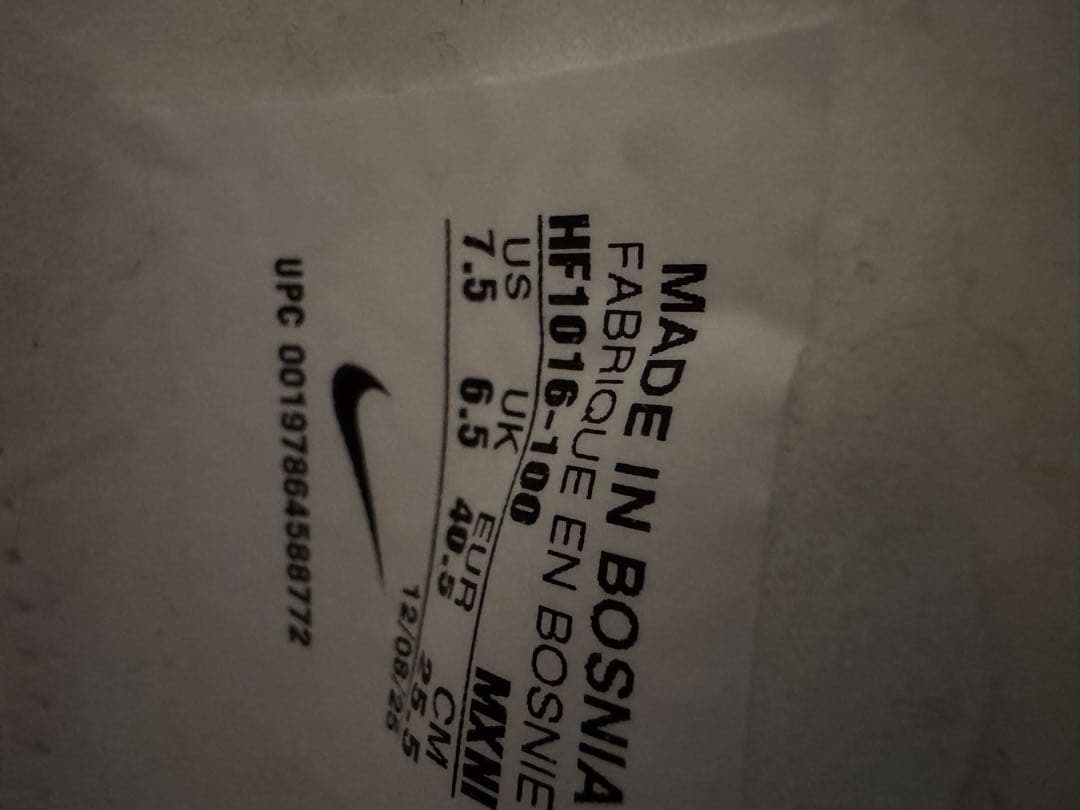 MADE IN BOSNIA
FABRIQUE EN BOSNIE
HF1016-100 MXNI
US UK EUR CM
7.5 6.5 40.5 25.5
12/08/25
UPC 00197864588772